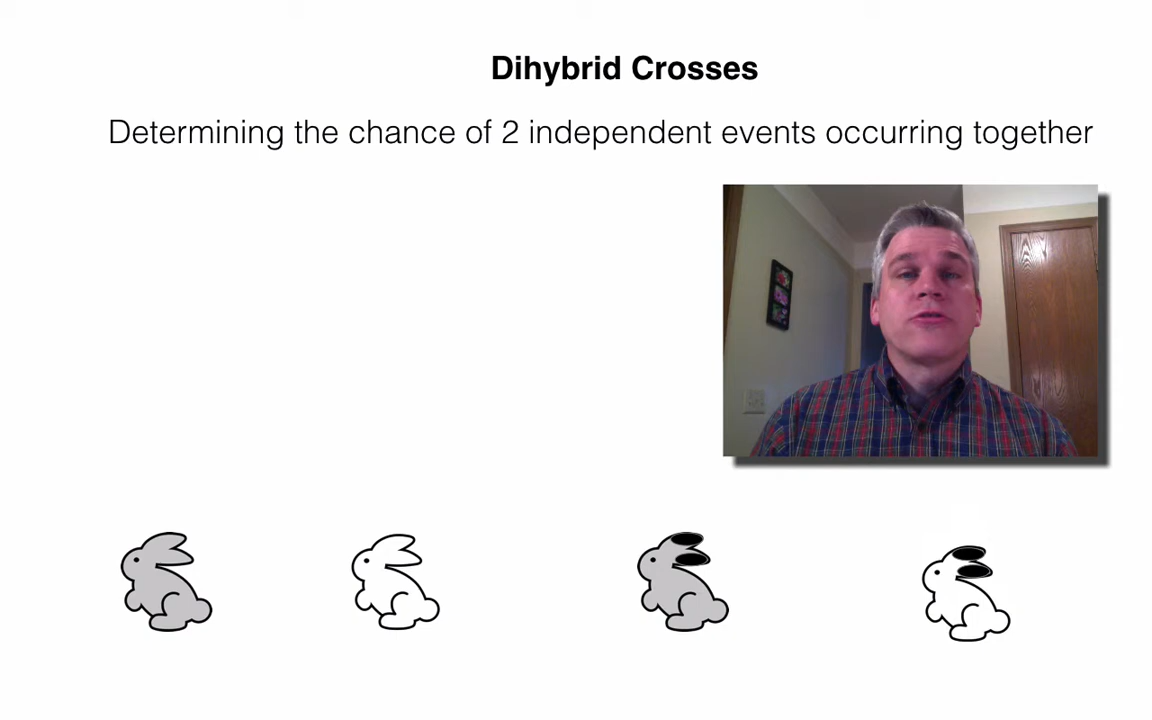 Dihybrid Crosses
Determining the chance of 2 independent events occurring together